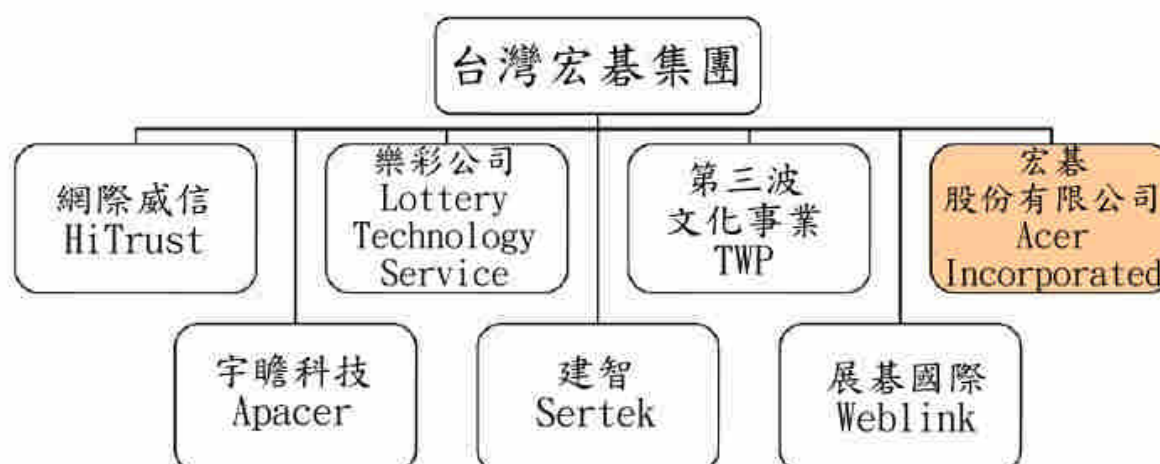 台灣宏碁集團
網際威信
HiTrust
樂彩公司
Lottery
Technology
Service
第三波
文化事業
TWP
宏碁
股份有限公司
Acer
Incorporated
宇瞻科技
Apacer
建智
Sertek
展碁國際
Weblink